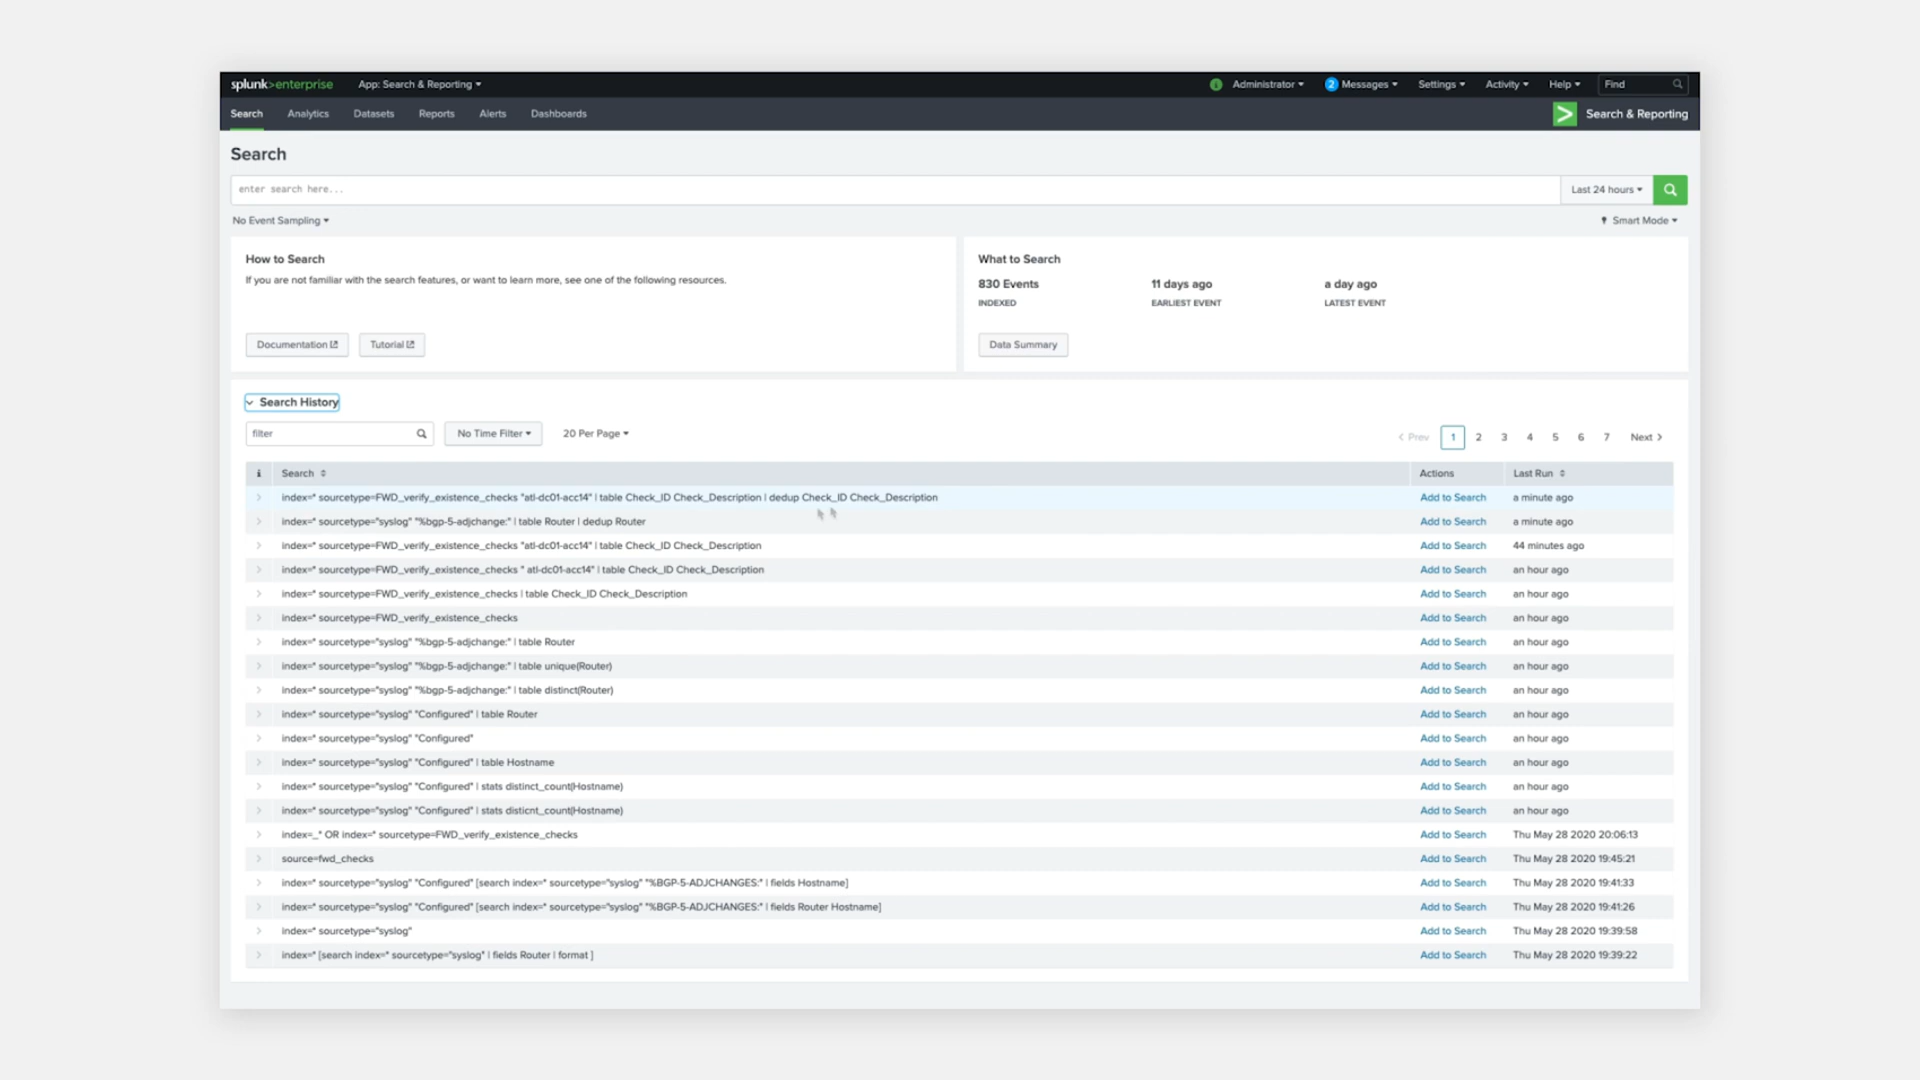 splunk>enterprise App: Search & Reporting Administrator 2 Messages Settings Activity Help Find
Search Analytics Datasets Reports Alerts Dashboards Search & Reporting
Search
enter search here... Last 24 hours
No Event Sampling Smart Mode
How to Search What to Search
If you are not familiar with the search features, or want to learn more, see one of the following resources. 830 Events 11 days ago a day ago
INDEXED EARLIEST EVENT LATEST EVENT
Documentation Tutorial Data Summary
Search History
filter No Time Filter 20 Per Page < Prev 1 2 3 4 5 6 7 Next >
i Search Actions Last Run
index=* sourcetype=FWD_verify_existence_checks "atl-dc01-acc14" | table Check_ID Check_Description | dedup Check_ID Check_Description Add to Search a minute ago
index=* sourcetype="syslog" "%bgp-5-adjchange:" | table Router | dedup Router Add to Search a minute ago
index=* sourcetype=FWD_verify_existence_checks "atl-dc01-acc14" | table Check_ID Check_Description Add to Search 44 minutes ago
index=* sourcetype=FWD_verify_existence_checks " atl-dc01-acc14" | table Check_ID Check_Description Add to Search an hour ago
index=* sourcetype=FWD_verify_existence_checks | table Check_ID Check_Description Add to Search an hour ago
index=* sourcetype=FWD_verify_existence_checks Add to Search an hour ago
index=* sourcetype="syslog" "%bgp-5-adjchange:" | table Router Add to Search an hour ago
index=* sourcetype="syslog" "%bgp-5-adjchange:" | table unique(Router) Add to Search an hour ago
index=* sourcetype="syslog" "%bgp-5-adjchange:" | table distinct(Router) Add to Search an hour ago
index=* sourcetype="syslog" "Configured" | table Router Add to Search an hour ago
index=* sourcetype="syslog" "Configured" Add to Search an hour ago
index=* sourcetype="syslog" "Configured" | table Hostname Add to Search an hour ago
index=* sourcetype="syslog" "Configured" | stats distinct_count(Hostname) Add to Search an hour ago
index=* sourcetype="syslog" "Configured" | stats disticnt_count(Hostname) Add to Search an hour ago
index=_* OR index=* sourcetype=FWD_verify_existence_checks Add to Search Thu May 28 2020 20:06:13
source=fwd_checks Add to Search Thu May 28 2020 19:45:21
index=* sourcetype="syslog" "Configured" [search index=* sourcetype="syslog" "%BGP-5-ADJCHANGES:" | fields Hostname] Add to Search Thu May 28 2020 19:41:33
index=* sourcetype="syslog" "Configured" [search index=* sourcetype="syslog" "%BGP-5-ADJCHANGES:" | fields Router Hostname] Add to Search Thu May 28 2020 19:41:26
index=* sourcetype="syslog" Add to Search Thu May 28 2020 19:39:58
index=* [search index=* sourcetype="syslog" | fields Router | format ] Add to Search Thu May 28 2020 19:39:22